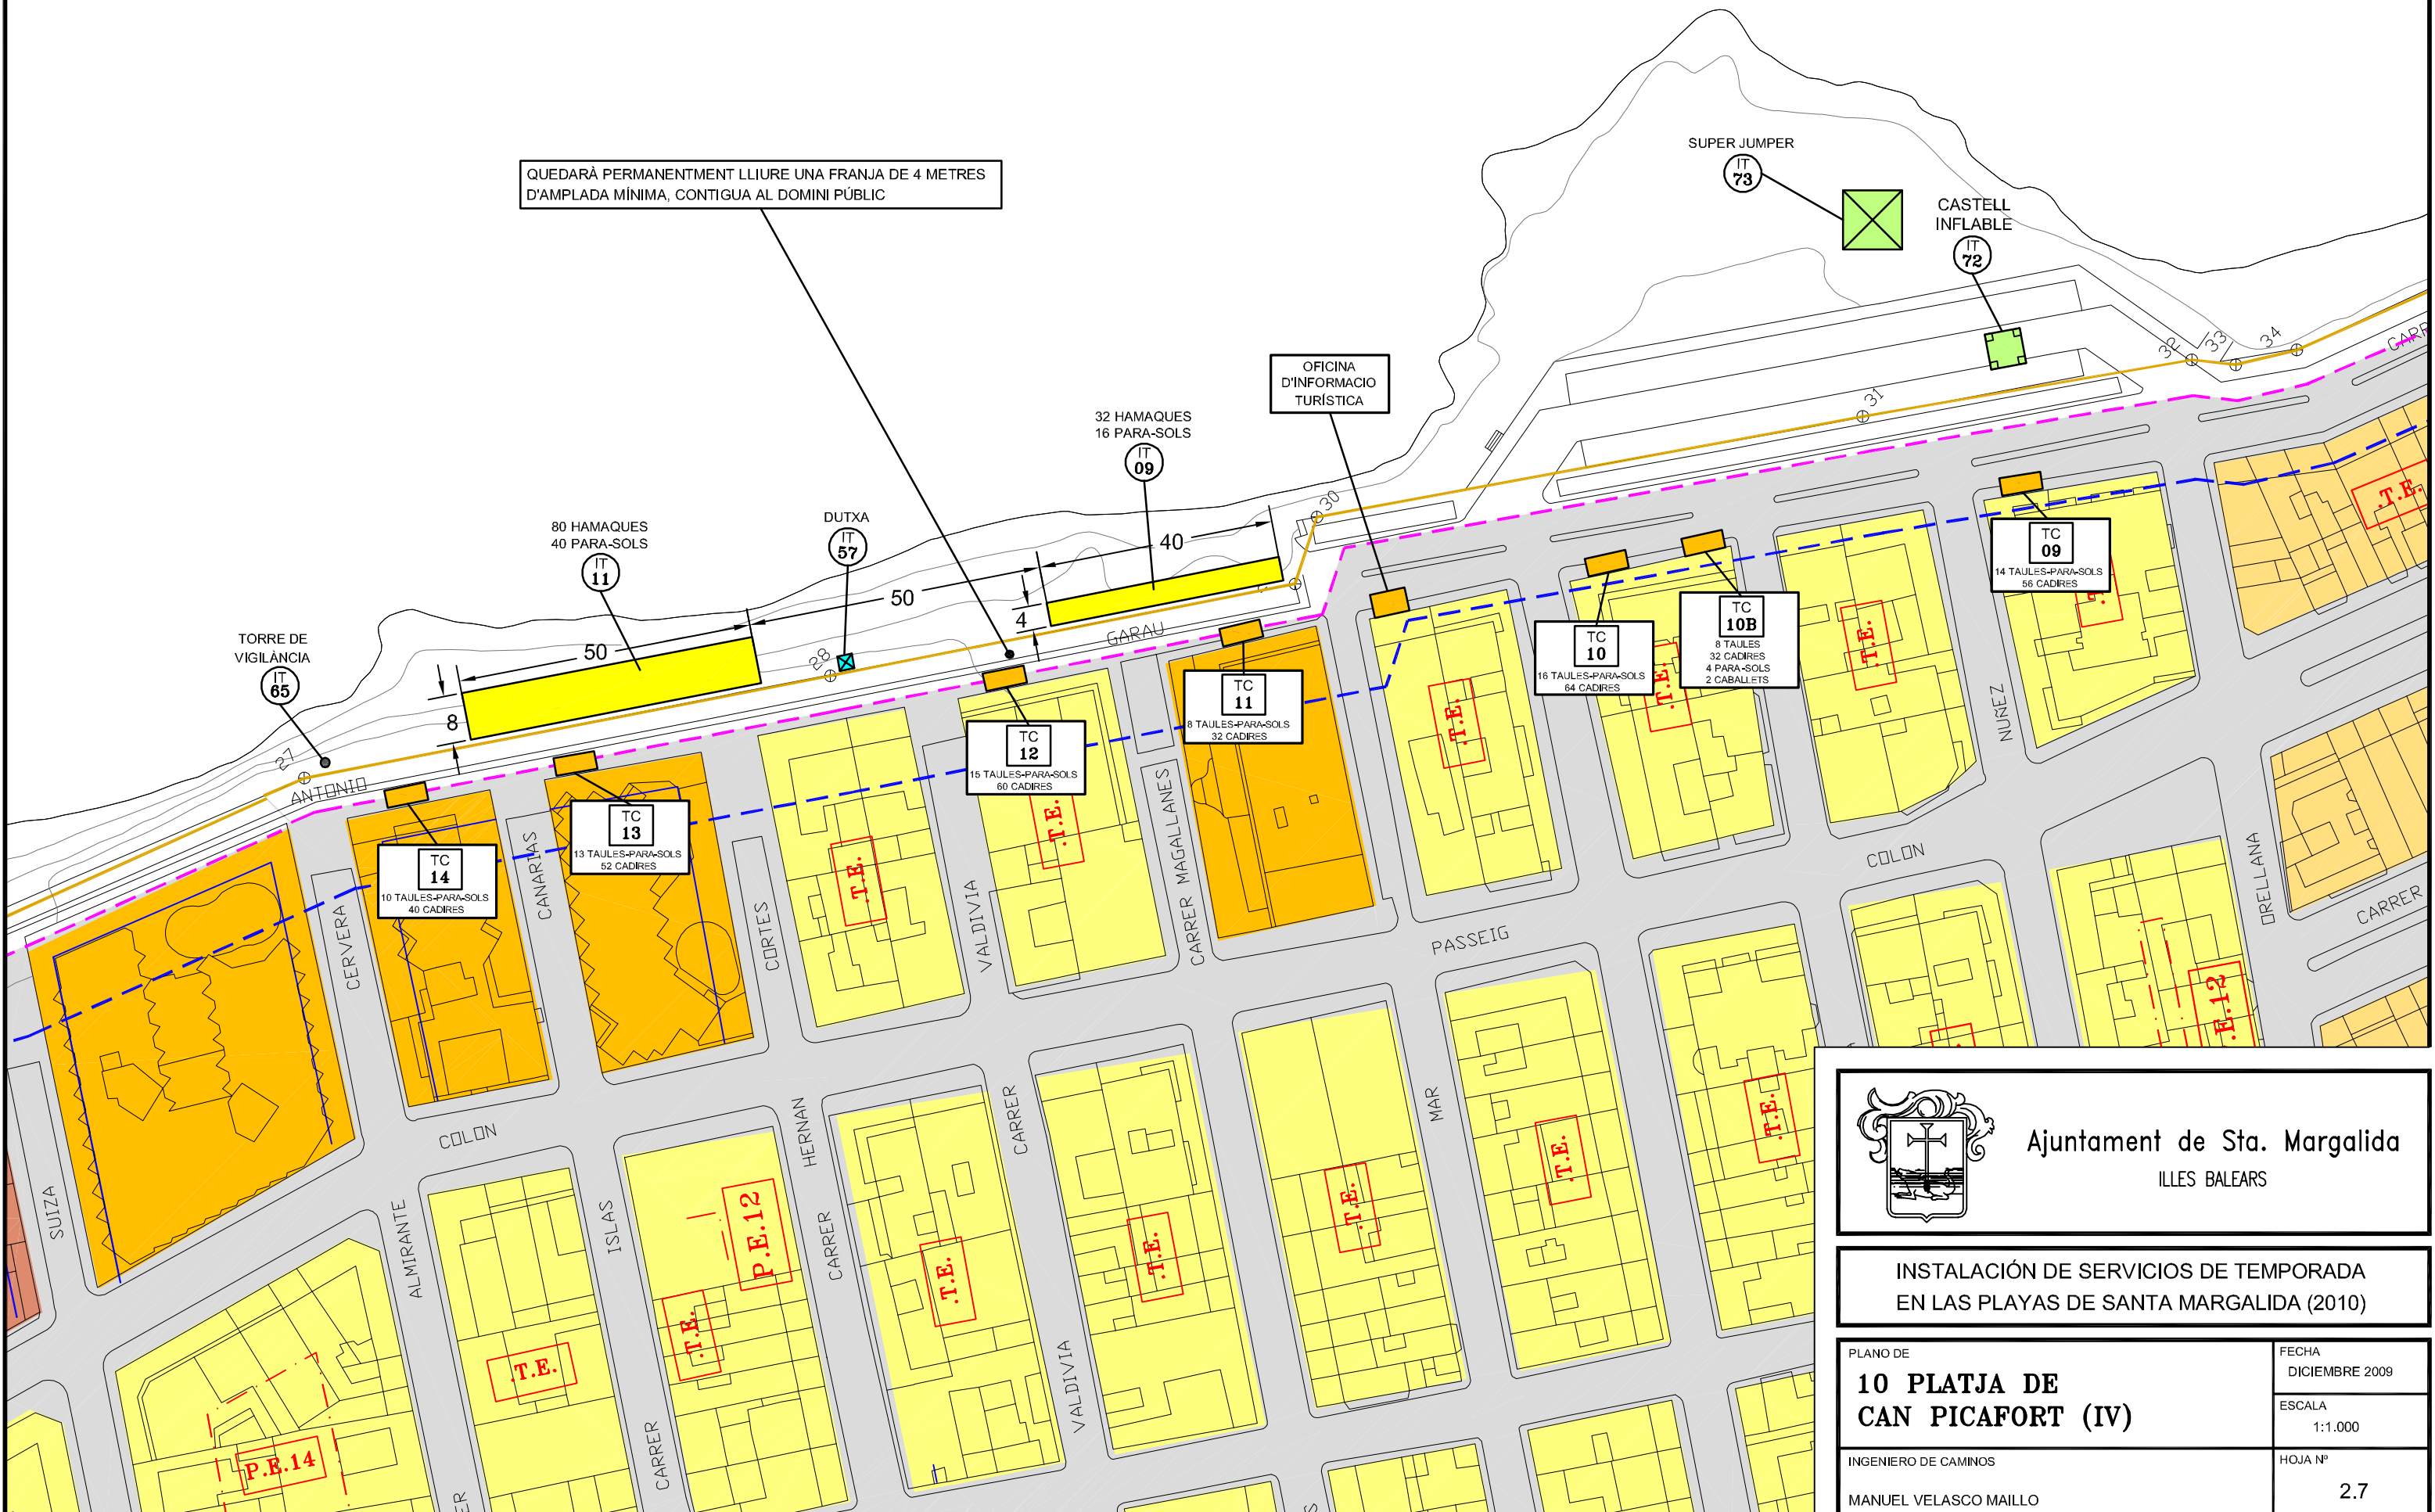 QUEDARÀ PERMANENTMENT LLIURE UNA FRANJA DE 4 METRES
D'AMPLADA MÍNIMA, CONTIGUA AL DOMINI PÚBLIC
SUPER JUMPER
IT
73
CASTELL
INFLABLE
IT
72
OFICINA
D'INFORMACIO
TURÍSTICA
32 HAMAQUES
16 PARA-SOLS
IT
09
80 HAMAQUES
40 PARA-SOLS
IT
11
DUTXA
IT
57
TORRE DE
VIGILÀNCIA
IT
65
50
50
40
8
4
27
28
30
31
32
33
34
ANTONIO
GARAU
TC
14
10 TAULES-PARA-SOLS
40 CADIRES
TC
13
13 TAULES-PARA-SOLS
52 CADIRES
TC
12
15 TAULES-PARA-SOLS
60 CADIRES
TC
11
8 TAULES-PARA-SOLS
32 CADIRES
TC
10
16 TAULES-PARA-SOLS
64 CADIRES
TC
10B
8 TAULES
32 CADIRES
4 PARA-SOLS
2 CABALLETS
TC
09
14 TAULES-PARA-SOLS
56 CADIRES
SUIZA
CERVERA
CANARIAS
CORTES
VALDIVIA
CARRER MAGALLANES
NUÑEZ
ORELLANA
CARRER
COLON
PASSEIG
MAR
COLON
ALMIRANTE
ISLAS
CARRER
HERNAN
CARRER
CARRER
VALDIVIA
T.E.
T.E.
T.E.
T.E.
T.E.
T.E.
T.E.
T.E.
T.E.
T.E.
T.E.
T.E.
T.E.
P.E.12
P.E.14
Ajuntament de Sta. Margalida
ILLES BALEARS
INSTALACIÓN DE SERVICIOS DE TEMPORADA
EN LAS PLAYAS DE SANTA MARGALIDA (2010)
PLANO DE
10 PLATJA DE
CAN PICAFORT (IV)
FECHA
DICIEMBRE 2009
ESCALA
1:1.000
INGENIERO DE CAMINOS
MANUEL VELASCO MAILLO
HOJA Nº
2.7